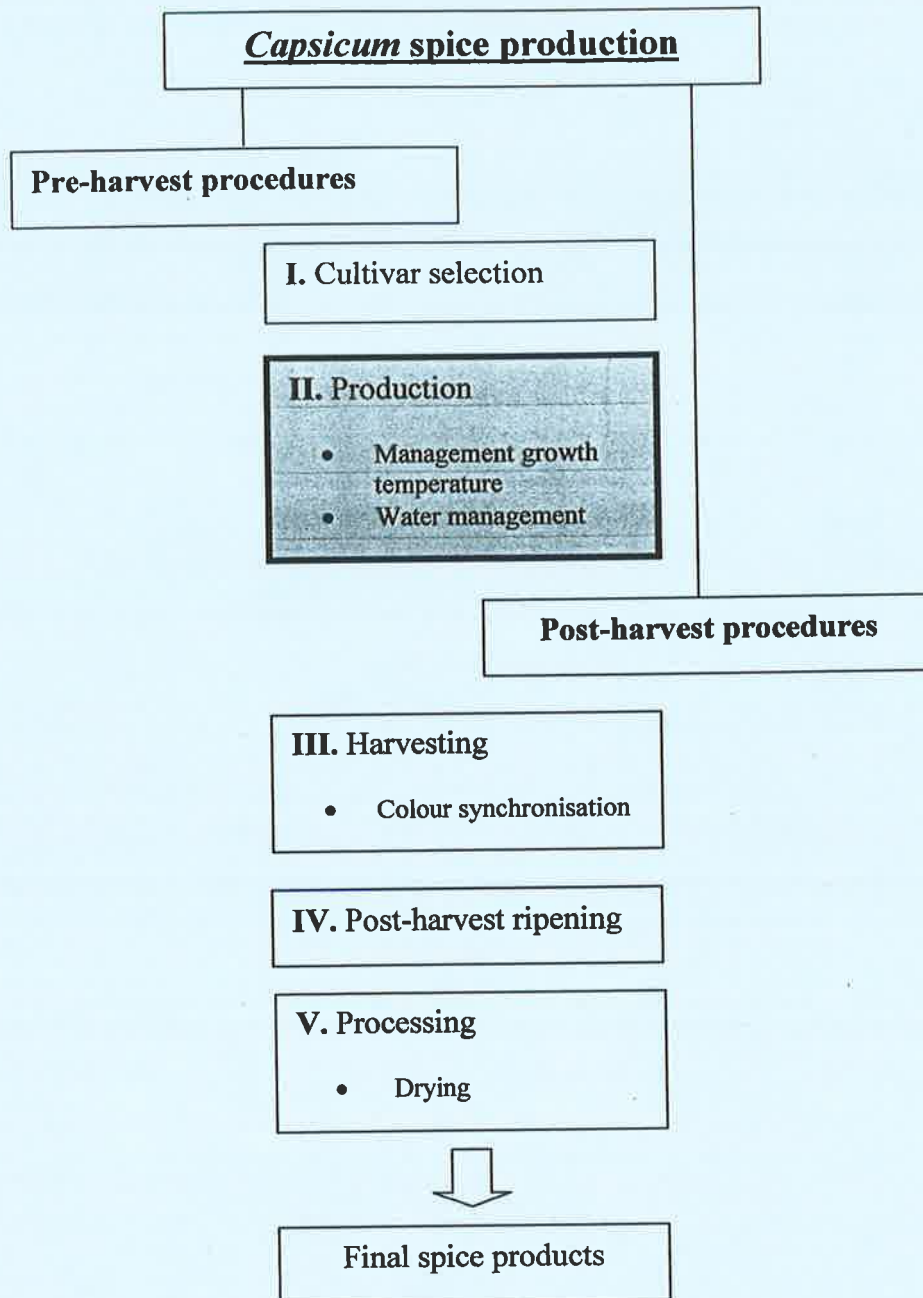 Capsicum spice production
Pre-harvest procedures
I. Cultivar selection
II. Production
• Management growth
temperature
• Water management
Post-harvest procedures
III. Harvesting
• Colour synchronisation
IV. Post-harvest ripening
V. Processing
• Drying
Final spice products